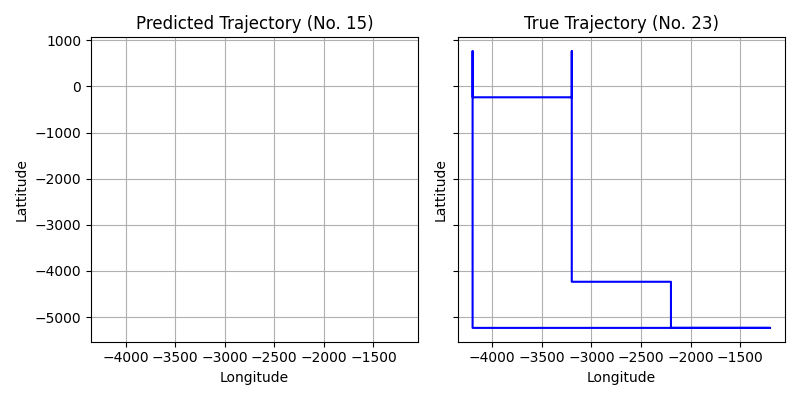 Predicted Trajectory (No. 15)
1000
0
−1000
−2000
−3000
−4000
−5000
Lattitude
−4000 −3500 −3000 −2500 −2000 −1500
Longitude
True Trajectory (No. 23)
Lattitude
−4000 −3500 −3000 −2500 −2000 −1500
Longitude